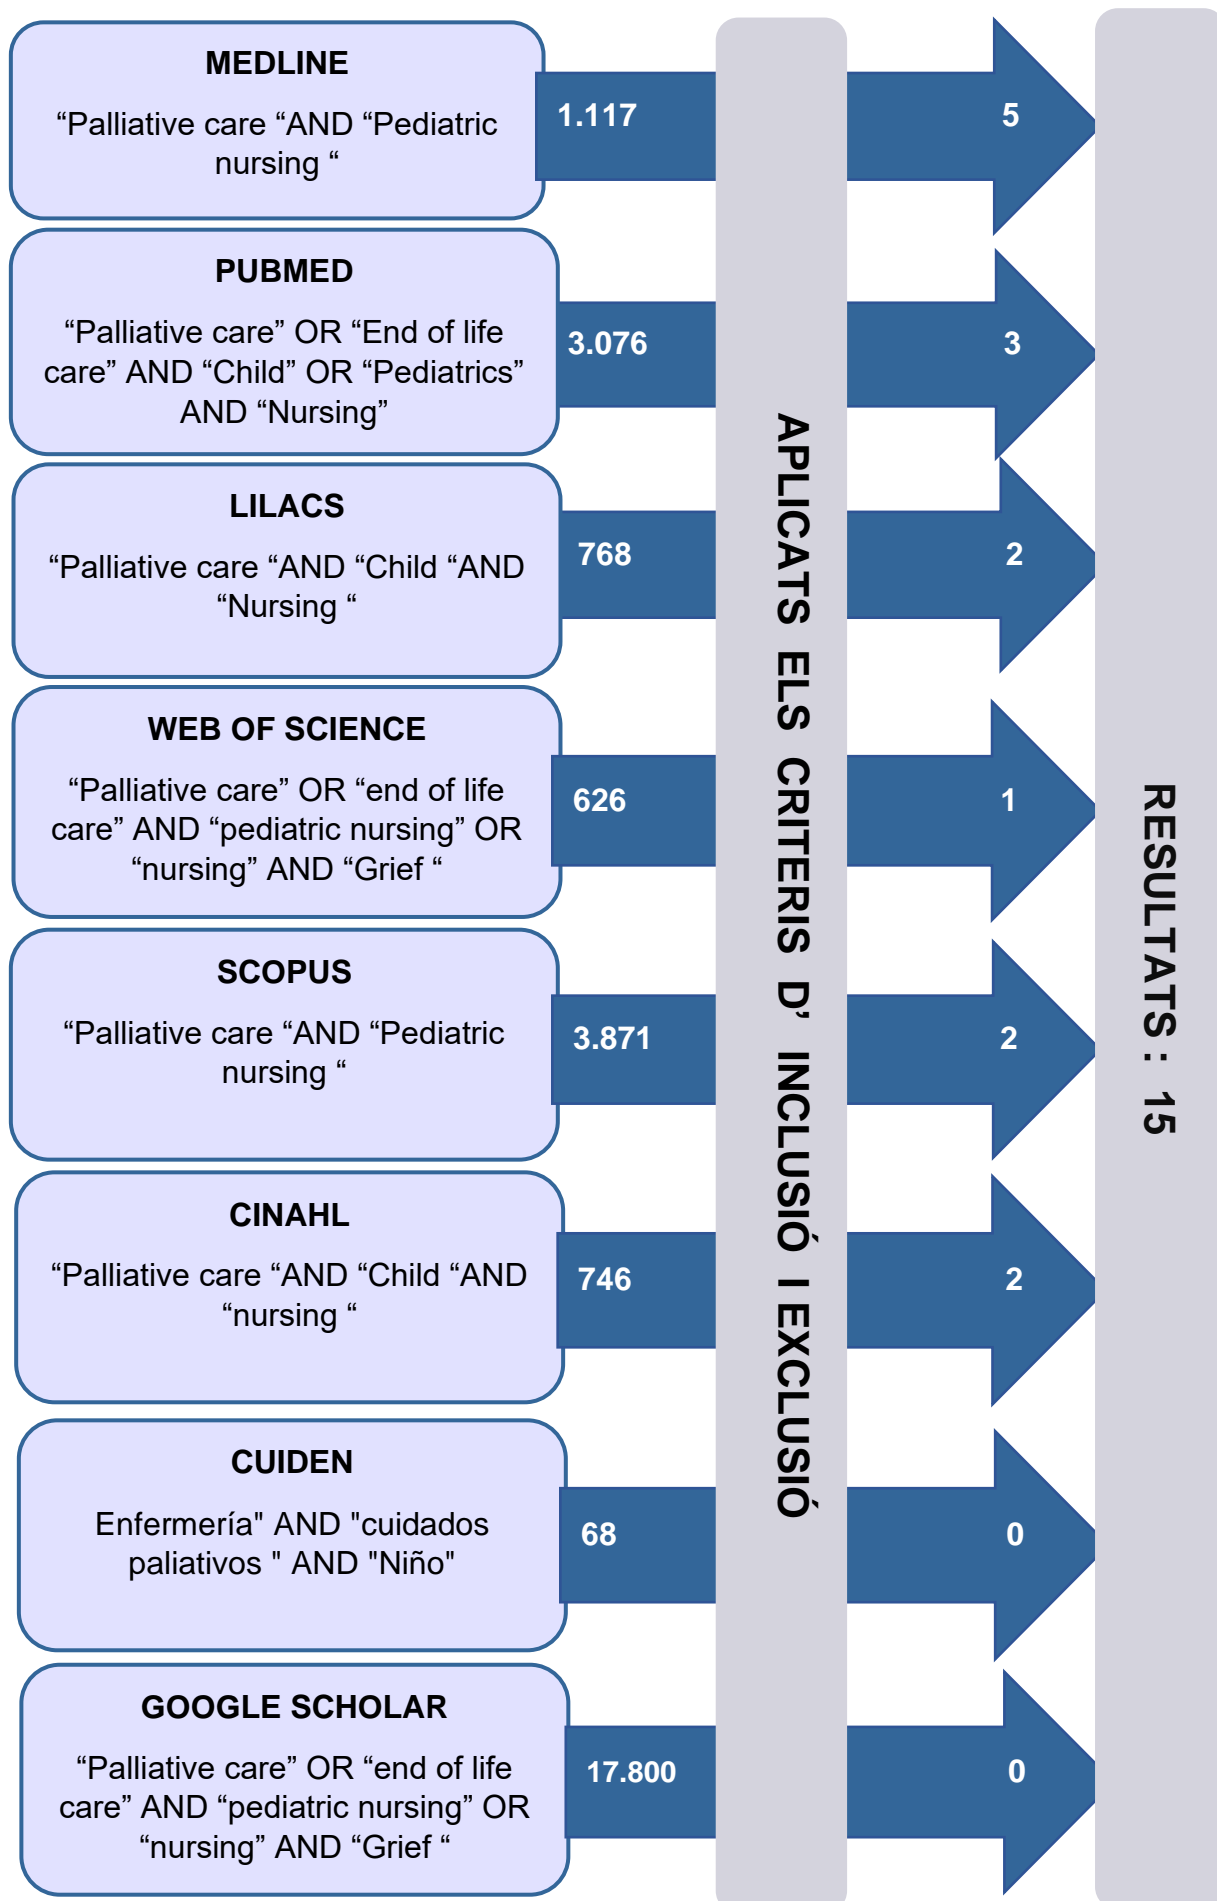 MEDLINE
“Palliative care “AND “Pediatric
nursing “
1.117
5
PUBMED
“Palliative care” OR “End of life
care” AND “Child” OR “Pediatrics”
AND “Nursing”
3.076
3
LILACS
“Palliative care “AND “Child “AND
“Nursing “
768
2
WEB OF SCIENCE
“Palliative care” OR “end of life
care” AND “pediatric nursing” OR
“nursing” AND “Grief “
626
1
SCOPUS
“Palliative care “AND “Pediatric
nursing “
3.871
2
CINAHL
“Palliative care “AND “Child “AND
“nursing “
746
2
CUIDEN
Enfermería" AND "cuidados
paliativos " AND "Niño"
68
0
GOOGLE SCHOLAR
“Palliative care” OR “end of life
care” AND “pediatric nursing” OR
“nursing” AND “Grief “
17.800
0
APLICATS ELS CRITERIS D’ INCLUSIÓ I EXCLUSIÓ
RESULTATS : 15